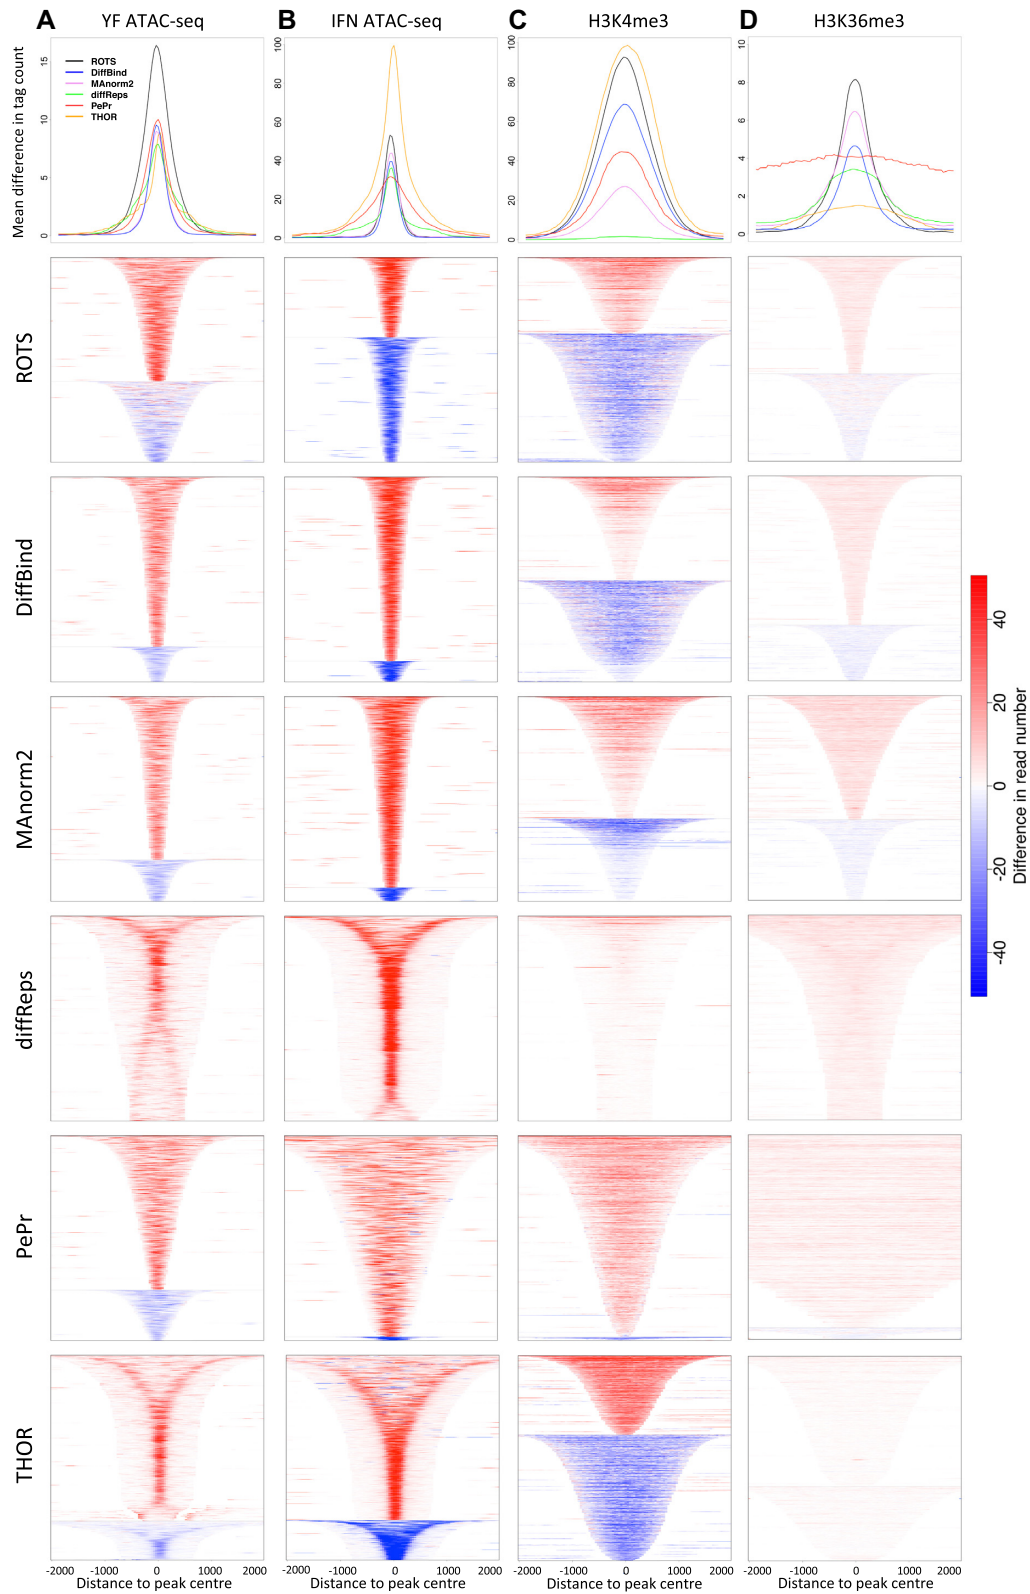 A YF ATAC-seq B IFN ATAC-seq C H3K4me3 D H3K36me3
Mean difference in tag count
15
10
5
0
ROTS
DiffBind
MAnorm2
diffReps
PePr
THOR
100
80
60
40
20
0
100
80
60
40
20
0
10
8
6
4
2
0
ROTS
DiffBind
MAnorm2
diffReps
PePr
THOR
40
20
0
-20
-40
Difference in read number
-2000 -1000 0 1000 2000
Distance to peak centre
-2000 -1000 0 1000 2000
Distance to peak centre
-2000 -1000 0 1000 2000
Distance to peak centre
-2000 -1000 0 1000 2000
Distance to peak centre